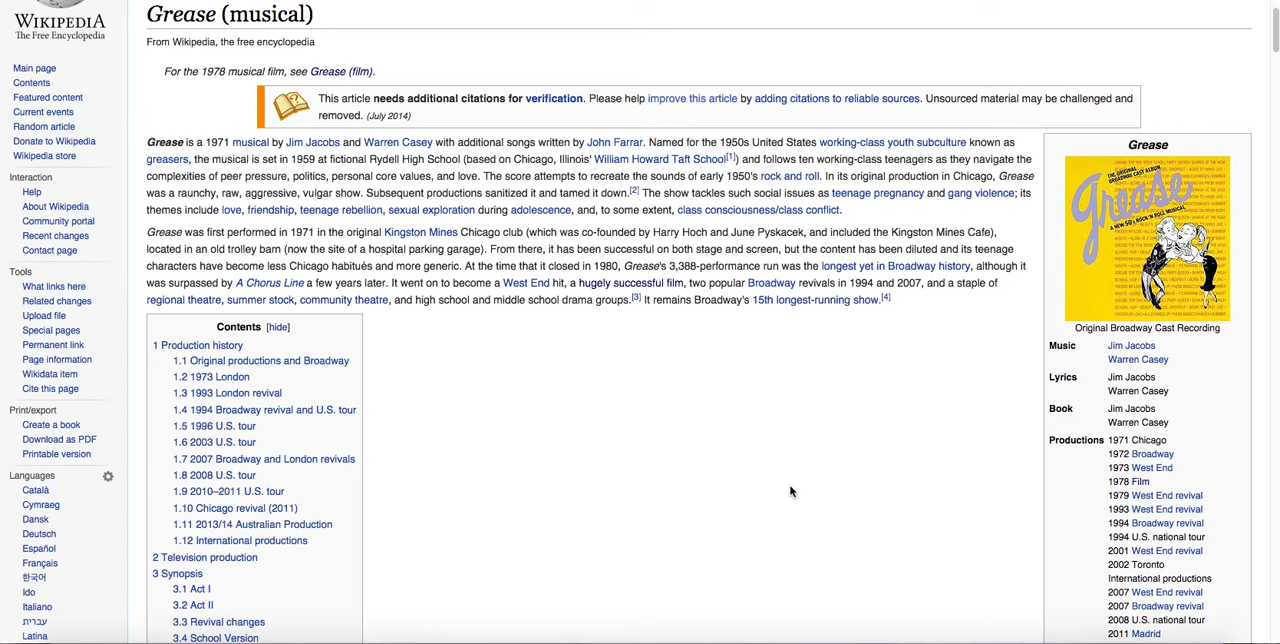 WIKIPEDIA
The Free Encyclopedia
Main page
Contents
Featured content
Current events
Random article
Donate to Wikipedia
Wikipedia store
Interaction
Help
About Wikipedia
Community portal
Recent changes
Contact page
Tools
What links here
Related changes
Upload file
Special pages
Permanent link
Page information
Wikidata item
Cite this page
Print/export
Create a book
Download as PDF
Printable version
Languages
Català
Cymraeg
Dansk
Deutsch
Español
Français
한국어
Ido
Italiano
עברית
Latina
Grease (musical)
From Wikipedia, the free encyclopedia
For the 1978 musical film, see Grease (film).
This article needs additional citations for verification. Please help improve this article by adding citations to reliable sources. Unsourced material may be challenged and
removed. (July 2014)
Grease is a 1971 musical by Jim Jacobs and Warren Casey with additional songs written by John Farrar. Named for the 1950s United States working-class youth subculture known as
greasers, the musical is set in 1959 at fictional Rydell High School (based on Chicago, Illinois' William Howard Taft School[1]) and follows ten working-class teenagers as they navigate the
complexities of peer pressure, politics, personal core values, and love. The score attempts to recreate the sounds of early 1950's rock and roll. In its original production in Chicago, Grease
was a raunchy, raw, aggressive, vulgar show. Subsequent productions sanitized it and tamed it down.[2] The show tackles such social issues as teenage pregnancy and gang violence; its
themes include love, friendship, teenage rebellion, sexual exploration during adolescence, and, to some extent, class consciousness/class conflict.
Grease was first performed in 1971 in the original Kingston Mines Chicago club (which was co-founded by Harry Hoch and June Pyskacek, and included the Kingston Mines Cafe),
located in an old trolley barn (now the site of a hospital parking garage). From there, it has been successful on both stage and screen, but the content has been diluted and its teenage
characters have become less Chicago habitués and more generic. At the time that it closed in 1980, Grease's 3,388-performance run was the longest yet in Broadway history, although it
was surpassed by A Chorus Line a few years later. It went on to become a West End hit, a hugely successful film, two popular Broadway revivals in 1994 and 2007, and a staple of
regional theatre, summer stock, community theatre, and high school and middle school drama groups.[3] It remains Broadway's 15th longest-running show.[4]
Contents [hide]
1 Production history
1.1 Original productions and Broadway
1.2 1973 London
1.3 1993 London revival
1.4 1994 Broadway revival and U.S. tour
1.5 1996 U.S. tour
1.6 2003 U.S. tour
1.7 2007 Broadway and London revivals
1.8 2008 U.S. tour
1.9 2010–2011 U.S. tour
1.10 Chicago revival (2011)
1.11 2013/14 Australian Production
1.12 International productions
2 Television production
3 Synopsis
3.1 Act I
3.2 Act II
3.3 Revival changes
3.4 School Version
Grease
THE ORIGINAL
BROADWAY CAST ALBUM
Grease
A NEW 50'S ROCK 'N ROLL MUSICAL
Original Broadway Cast Recording
Music Jim Jacobs
Warren Casey
Lyrics Jim Jacobs
Warren Casey
Book Jim Jacobs
Warren Casey
Productions 1971 Chicago
1972 Broadway
1973 West End
1978 Film
1979 West End revival
1993 West End revival
1994 Broadway revival
1994 U.S. national tour
2001 West End revival
2002 Toronto
International productions
2007 West End revival
2007 Broadway revival
2008 U.S. national tour
2011 Madrid